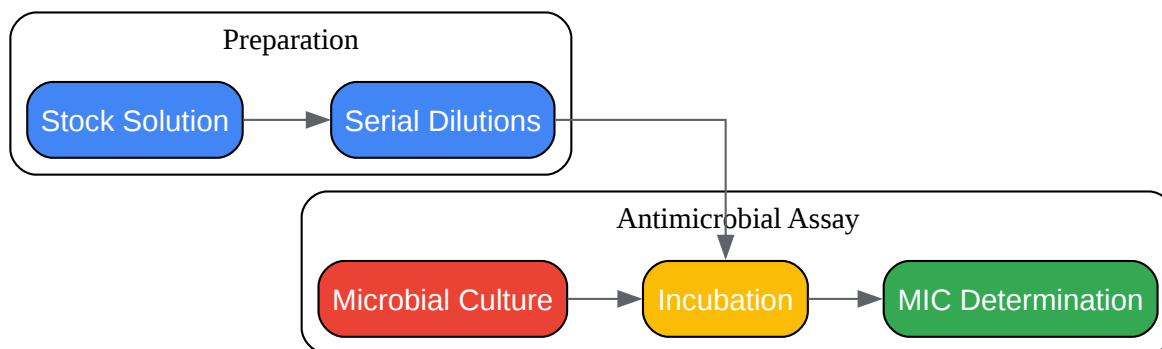 Preparation
Stock Solution
Serial Dilutions
Antimicrobial Assay
Microbial Culture
Incubation
MIC Determination